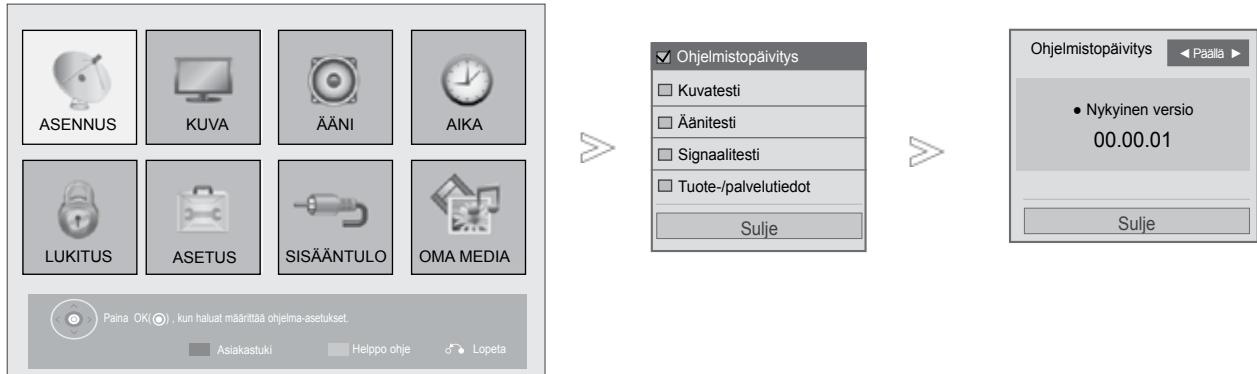 ASENNUS
KUVA
ÄÄNI
AIKA
LUKITUS
ASETUS
SISÄÄNTULO
OMA MEDIA
Paina OK(◉) , kun haluat määrittää ohjelma-asetukset.
Asiakastuki
Helppo ohje
Lopeta
Ohjelmistopäivitys
Kuvatesti
Äänitesti
Signaalitesti
Tuote-/palvelutiedot
Sulje
Ohjelmistopäivitys ◄ Päällä ►
● Nykyinen versio
00.00.01
Sulje